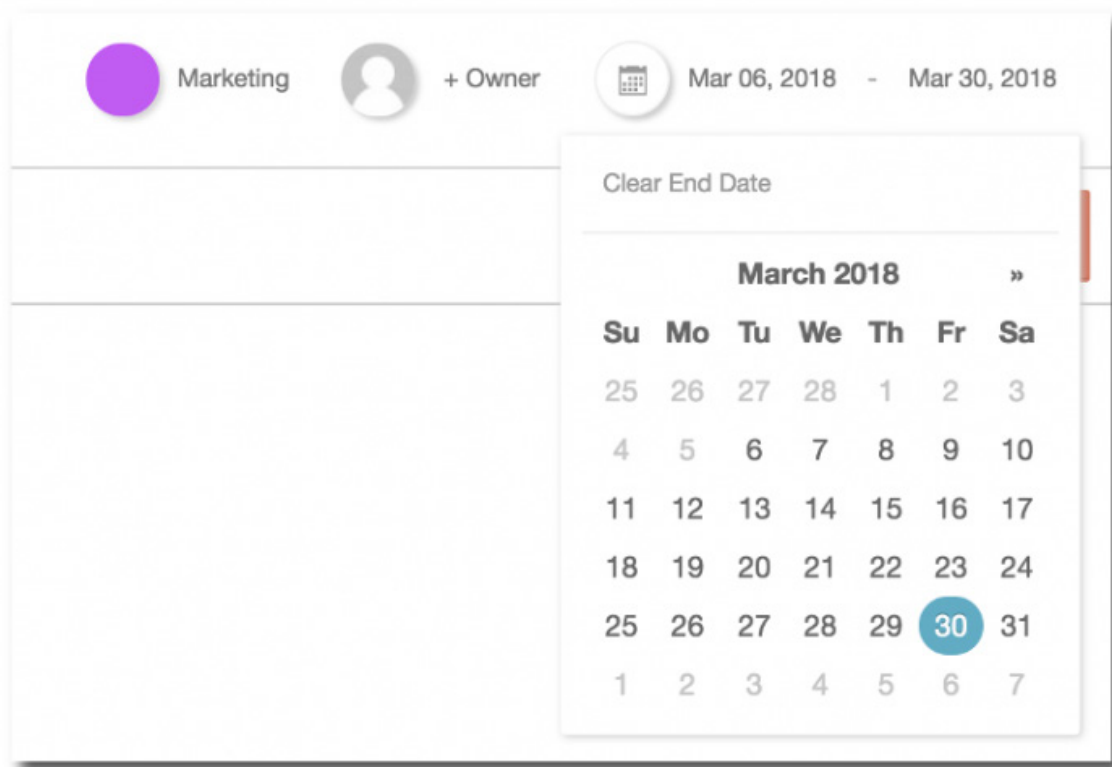 Marketing + Owner Mar 06, 2018 - Mar 30, 2018
Clear End Date
March 2018 »
Su Mo Tu We Th Fr Sa
25 26 27 28 1 2 3
4 5 6 7 8 9 10
11 12 13 14 15 16 17
18 19 20 21 22 23 24
25 26 27 28 29 30 31
1 2 3 4 5 6 7